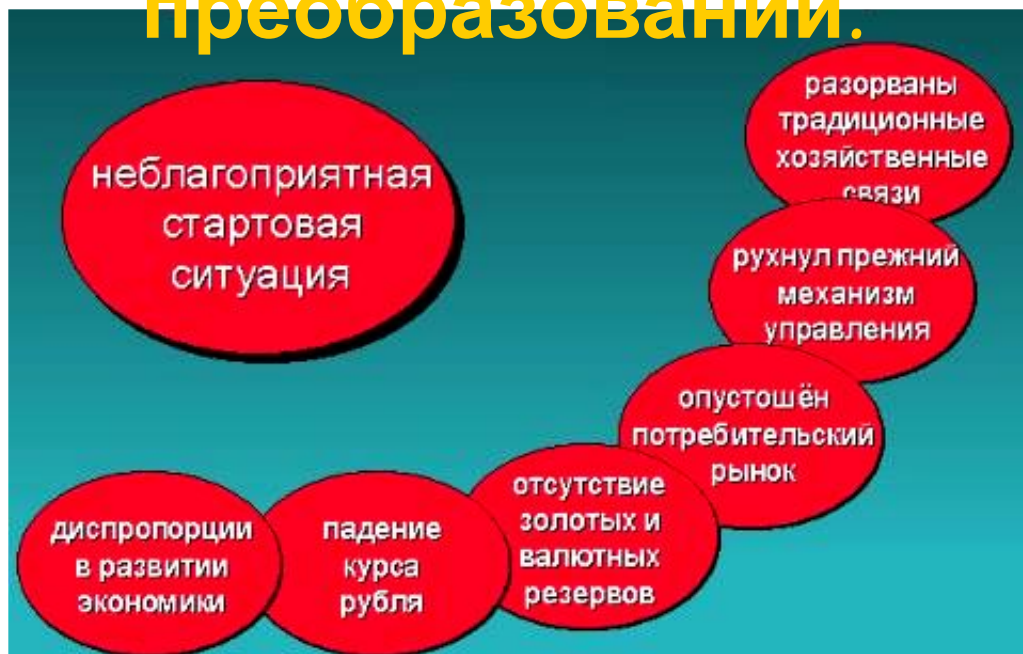 преобразований.
неблагоприятная
стартовая
ситуация
разорваны
традиционные
хозяйственные
связи
рухнул прежний
механизм
управления
опустошён
потребительский
рынок
отсутствие
золотых и
валютных
резервов
падение
курса
рубля
диспропорции
в развитии
экономики